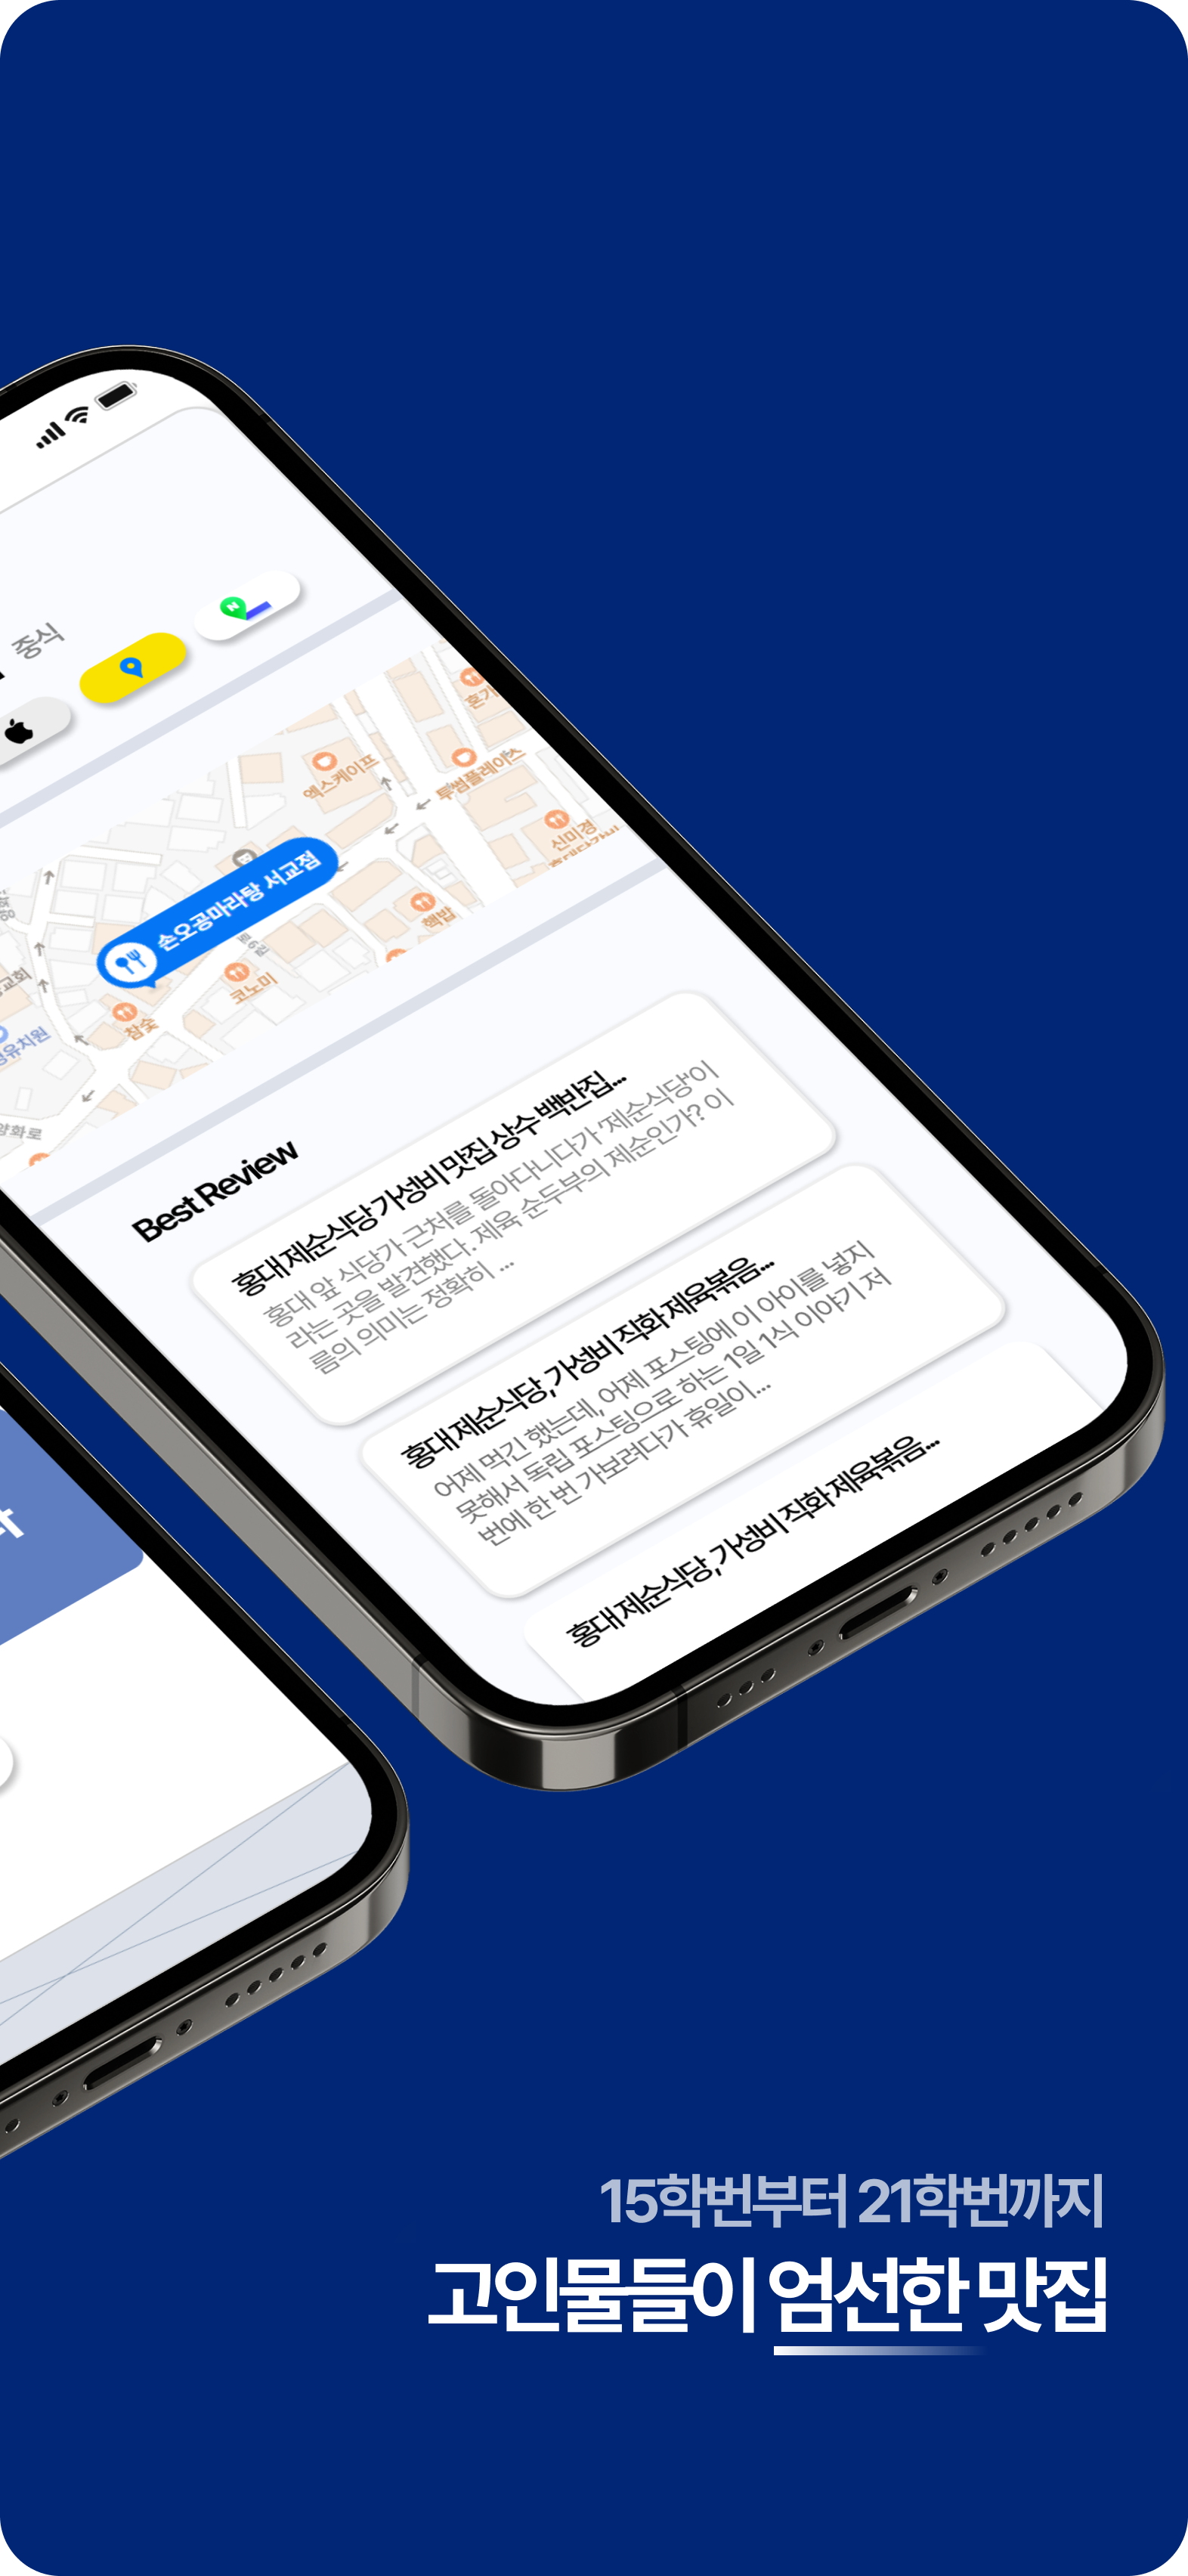 중식
N
엑스케이프
투썸플레이스
혼가
신미경
손오공마라탕 서교점
핵밥
코노미
참숯
양화로
Best Review
홍대 제순식당 가성비 맛집 상수 백반집...
홍대 앞 식당가 근처를 돌아다니다가 '제순식당'이
라는 곳을 발견했다. 제육 순두부의 제순인가? 이
름의 의미는 정확히 ...
홍대 제순식당, 가성비 직화 제육볶음...
어제 먹긴 했는데, 어제 포스팅에 이 아이를 넣지
못해서 독립 포스팅으로 하는 1일 1식 이야기 저
번에 한 번 가보려다가 휴일이...
홍대 제순식당, 가성비 직화 제육볶음...
15학번부터 21학번까지
고인물들이 엄선한 맛집